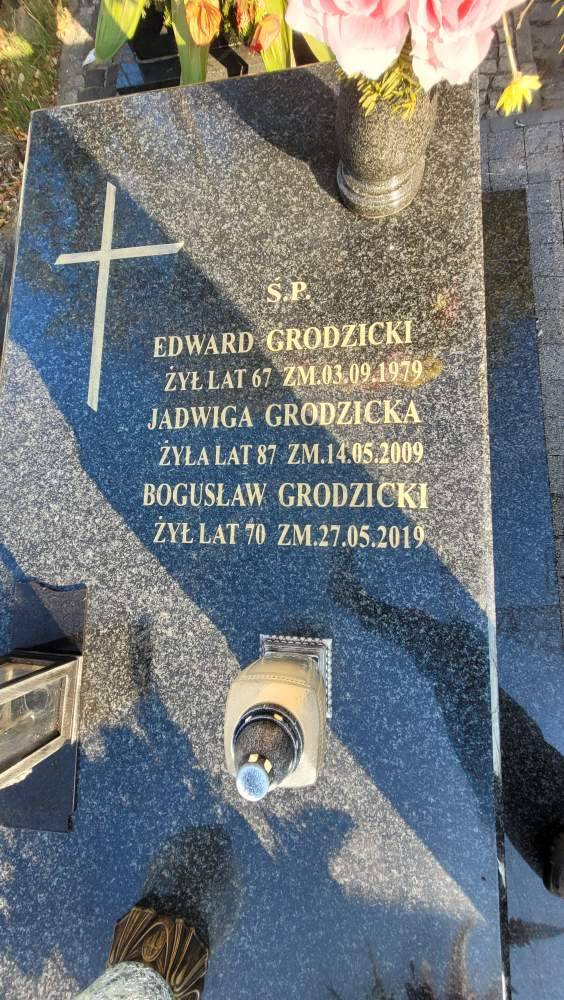 Ś.P.
EDWARD GRODZICKI
ŻYŁ LAT 67 ZM.03.09.1979
JADWIGA GRODZICKA
ŻYŁA LAT 87 ZM.14.05.2009
BOGUSŁAW GRODZICKI
ŻYŁ LAT 70 ZM.27.05.2019